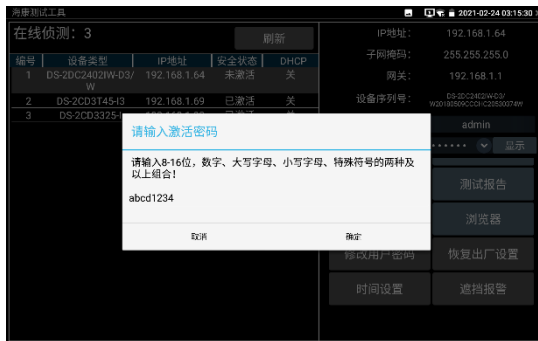 海康测试工具
2021-02-24 03:15:30
在线侦测：3
刷新
编号 设备类型 IP地址 安全状态 DHCP
1 DS-2DC2402IW-D3/W 192.168.1.64 未激活 关
2 DS-2CD3T45-I3 192.168.1.69 已激活 关
3 DS-2CD3325-I
IP地址： 192.168.1.64
子网掩码： 255.255.255.0
网关： 192.168.1.1
设备序列号： DS-2DC2402IW-D3/
admin
显示
请输入激活密码
请输入8-16位，数字、大写字母、小写字母、特殊符号的两种及
以上组合！
abcd1234
取消 确定
测试报告
浏览器
修改用户密码 恢复出厂设置
时间设置 遮挡报警